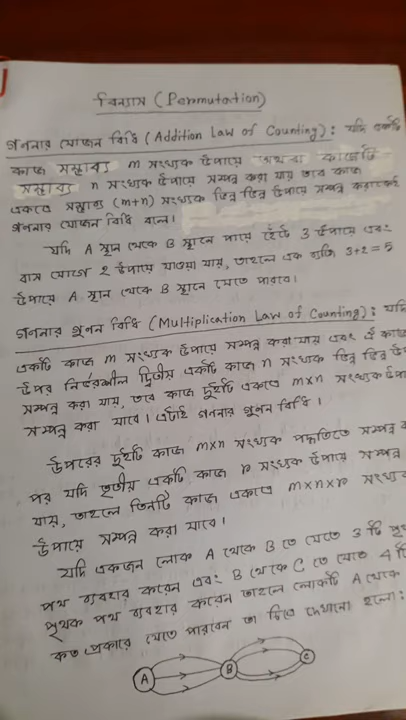 বিন্যাস (Permutation)
গননার যোজন বিধি (Addition Law of Counting): যদি একটি
কাজ সম্ভাব্য m সংখ্যক উপায়ে অথবা কাজটি
সম্ভাব্য n সংখ্যক উপায়ে সম্পন্ন করা যায় তবে কাজ
একত্রে সম্ভাব্য (m+n) সংখ্যক ভিন্ন ভিন্ন উপায়ে সম্পন্ন করাকেই
গননার যোজন বিধি বলে।
যদি A স্থান থেকে B স্থানে পায়ে হেঁটে 3 উপায়ে এবং
বাস যোগে 2 উপায়ে যাওয়া যায়, তাহলে এক ব্যক্তি 3+2=5
উপায়ে A স্থান থেকে B স্থানে যেতে পারবে।
গননার গুনন বিধি (Multiplication Law of Counting): যদি
একটি কাজ m সংখ্যক উপায়ে সম্পন্ন করা যায় এবং ঐ কাজে
উপর নির্ভরশীল দ্বিতীয় একটি কাজ n সংখ্যক ভিন্ন ভিন্ন
সম্পন্ন করা যায়, তবে কাজ দুইটি একত্রে m×n সংখ্যক
সম্পন্ন করা যাবে। এটাই গননার গুনন বিধি।
উপরের দুইটি কাজ m×n সংখ্যক পদ্ধতিতে সম্পন্ন
পর যদি তৃতীয় একটি কাজ p সংখ্যক উপায়ে সম্পন্ন
যায়, তাহলে তিনটি কাজ একত্রে m×n×p সংখ্যক
উপায়ে সম্পন্ন করা যাবে।
যদি একজন লোক A থেকে B তে যেতে 3 টি
পথ ব্যবহার করেন এবং B থেকে C তে যেতে 4 টি
পৃথক পথ ব্যবহার করেন তাহলে লোকটি A থেকে
কত প্রকারে যেতে পারবেন তা চিত্রে দেখানো হলো:
A B C